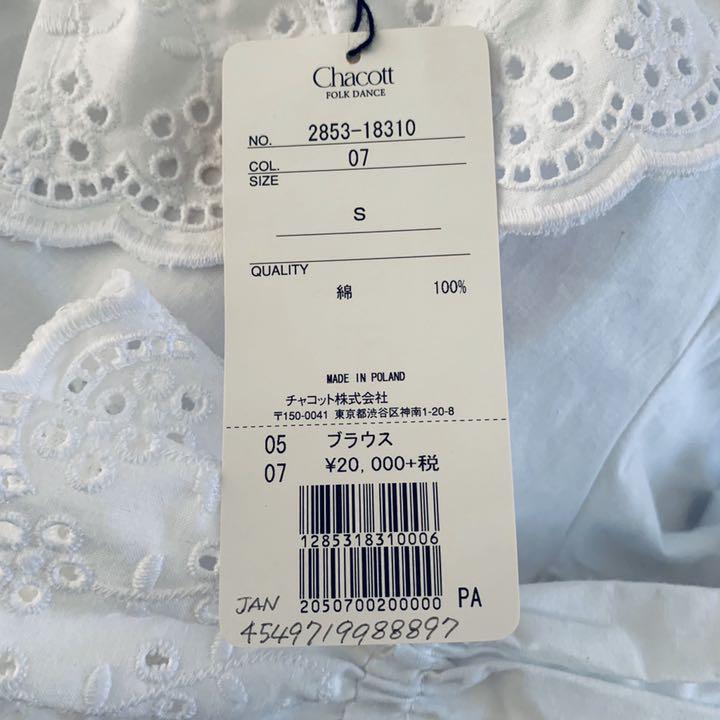 Chacott
FOLK DANCE
NO. 2853-18310
COL. 07
SIZE
S
QUALITY
綿 100%
MADE IN POLAND
チャコット株式会社
〒150-0041 東京都渋谷区神南1-20-8
05 ブラウス
07 ¥20,000+税
1285318310006
2050700200000 PA
JAN
4549719988897